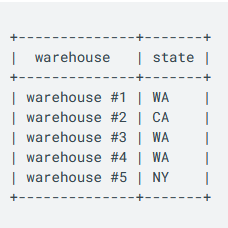 +--------------+-------+
|  warehouse   | state |
+--------------+-------+
| warehouse #1 | WA    |
| warehouse #2 | CA    |
| warehouse #3 | WA    |
| warehouse #4 | WA    |
| warehouse #5 | NY    |
+--------------+-------+